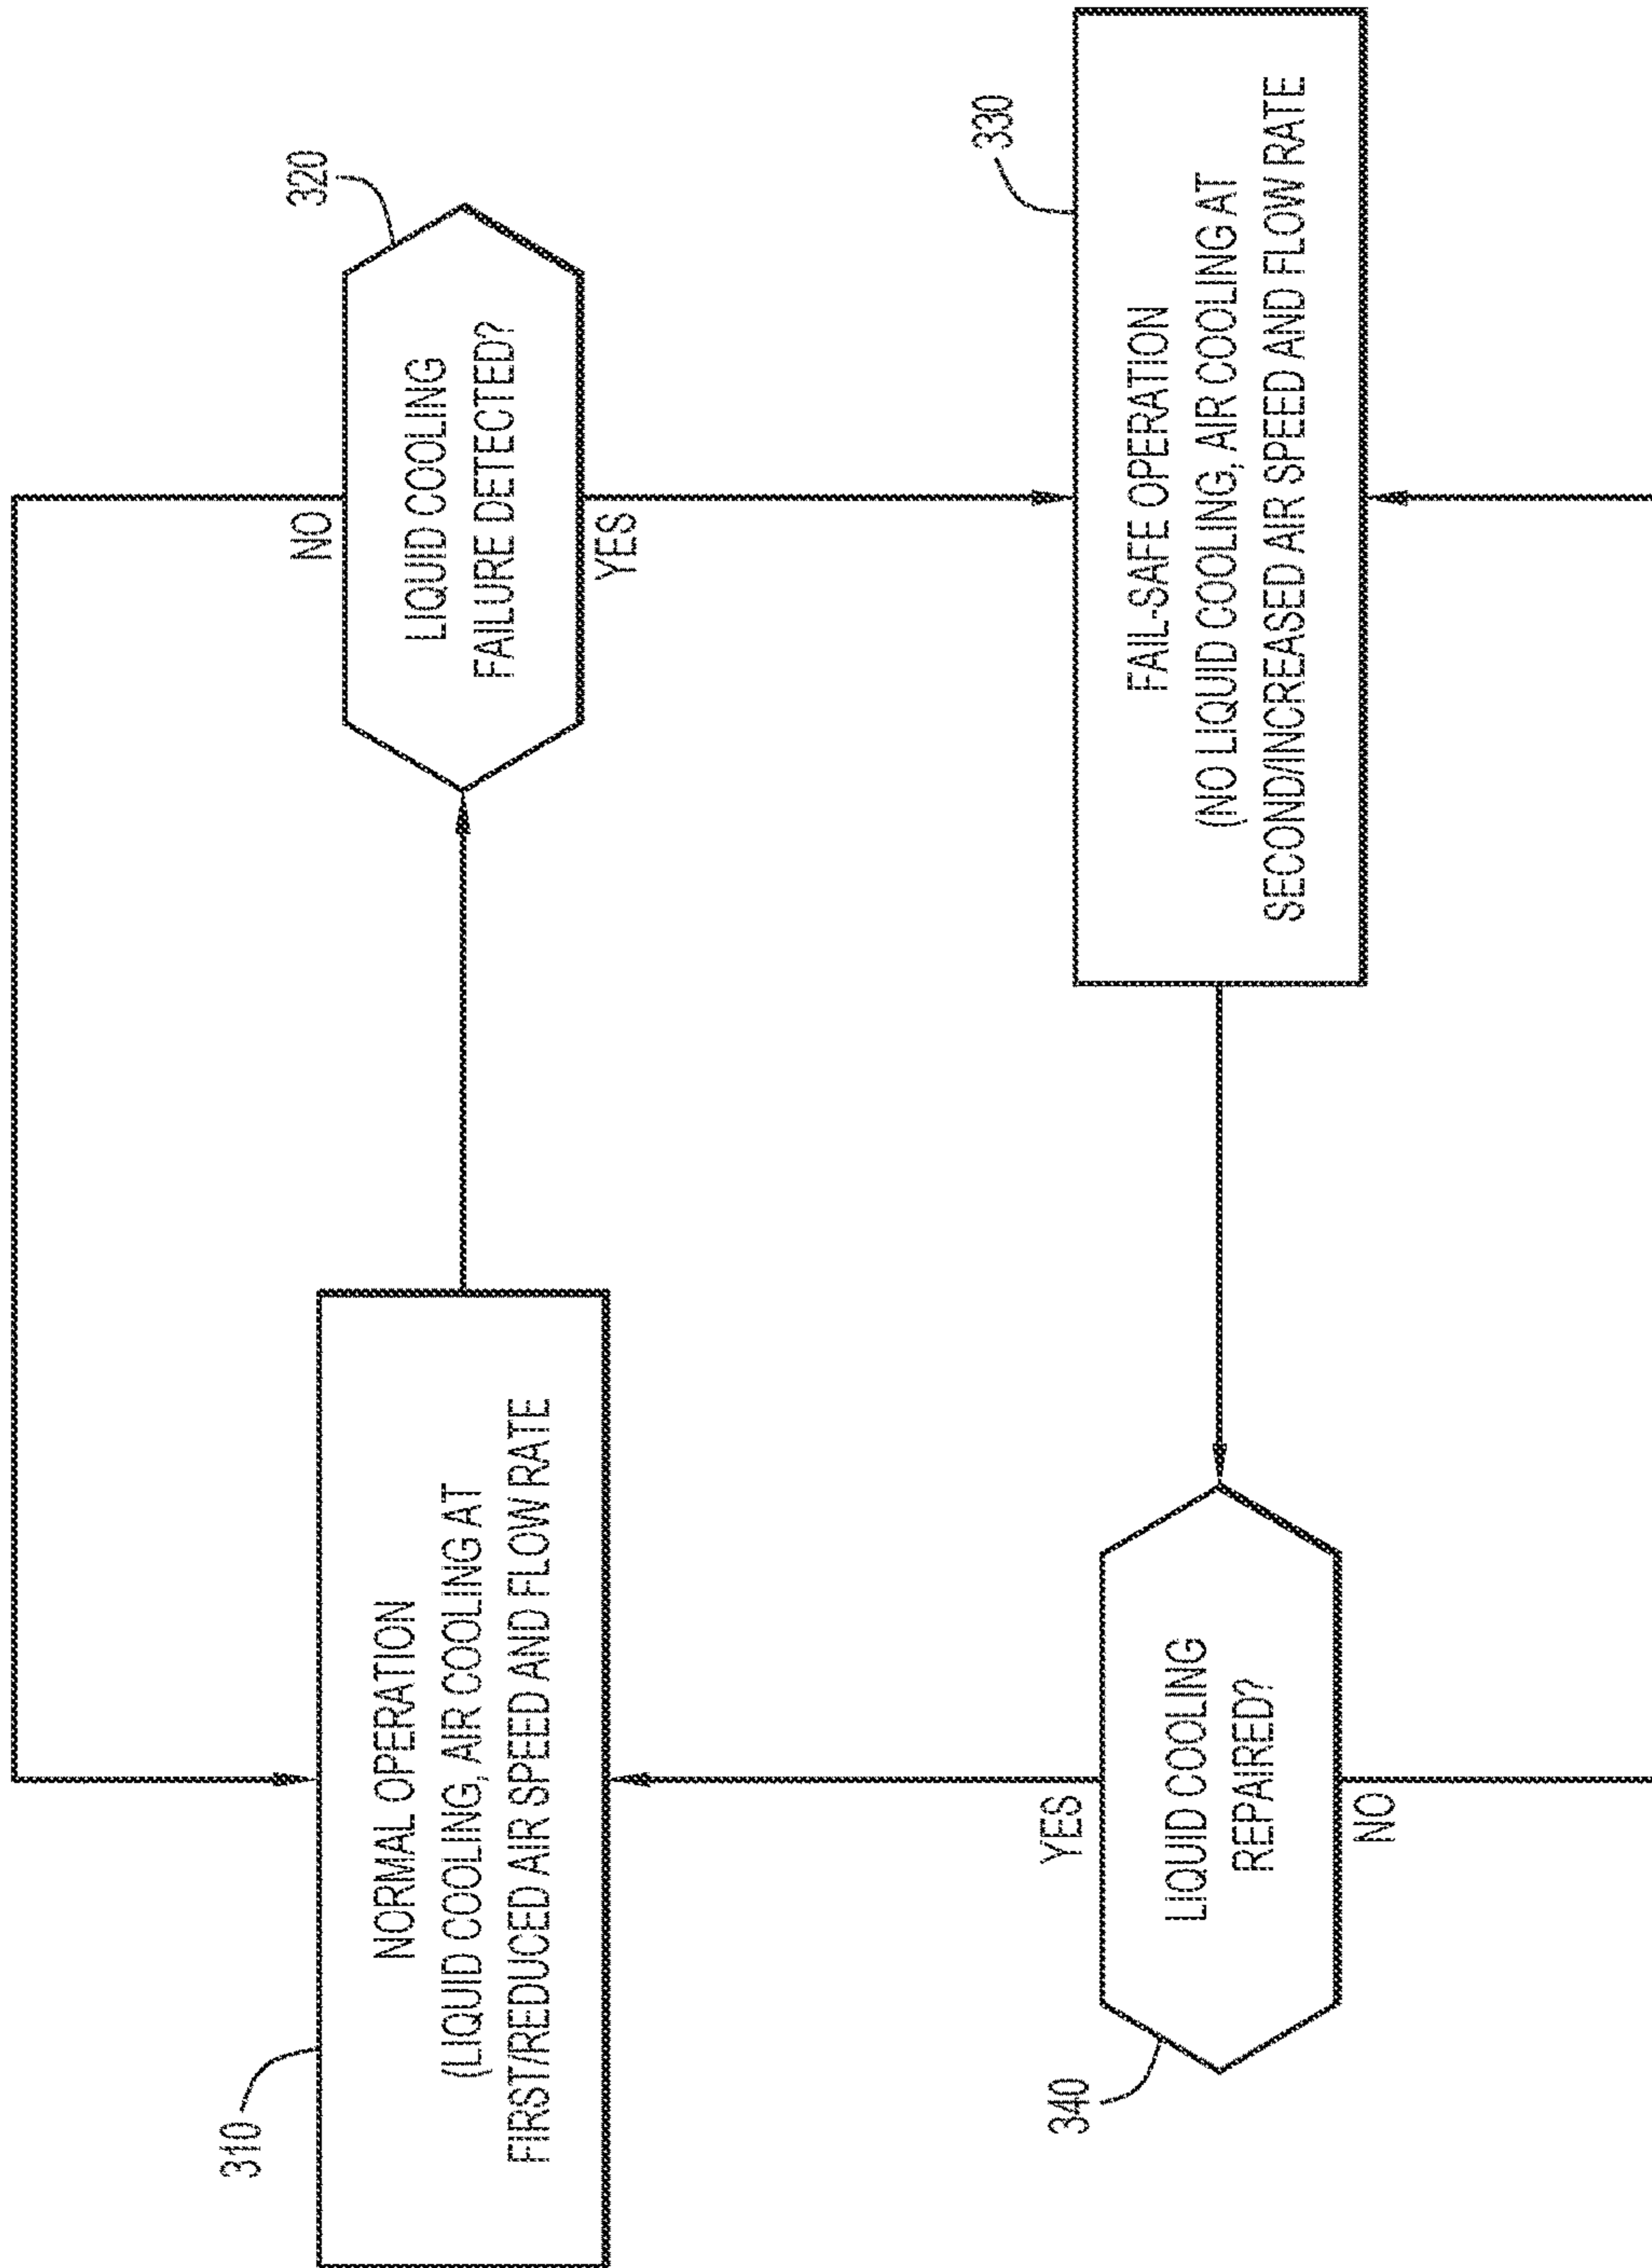 310
NORMAL OPERATION
(LIQUID COOLING, AIR COOLING AT
FIRST/REDUCED AIR SPEED AND FLOW RATE
320
LIQUID COOLING
FAILURE DETECTED?
NO
YES
330
FAIL-SAFE OPERATION
(NO LIQUID COOLING, AIR COOLING AT
SECOND/INCREASED AIR SPEED AND FLOW RATE
340
LIQUID COOLING
REPAIRED?
YES
NO